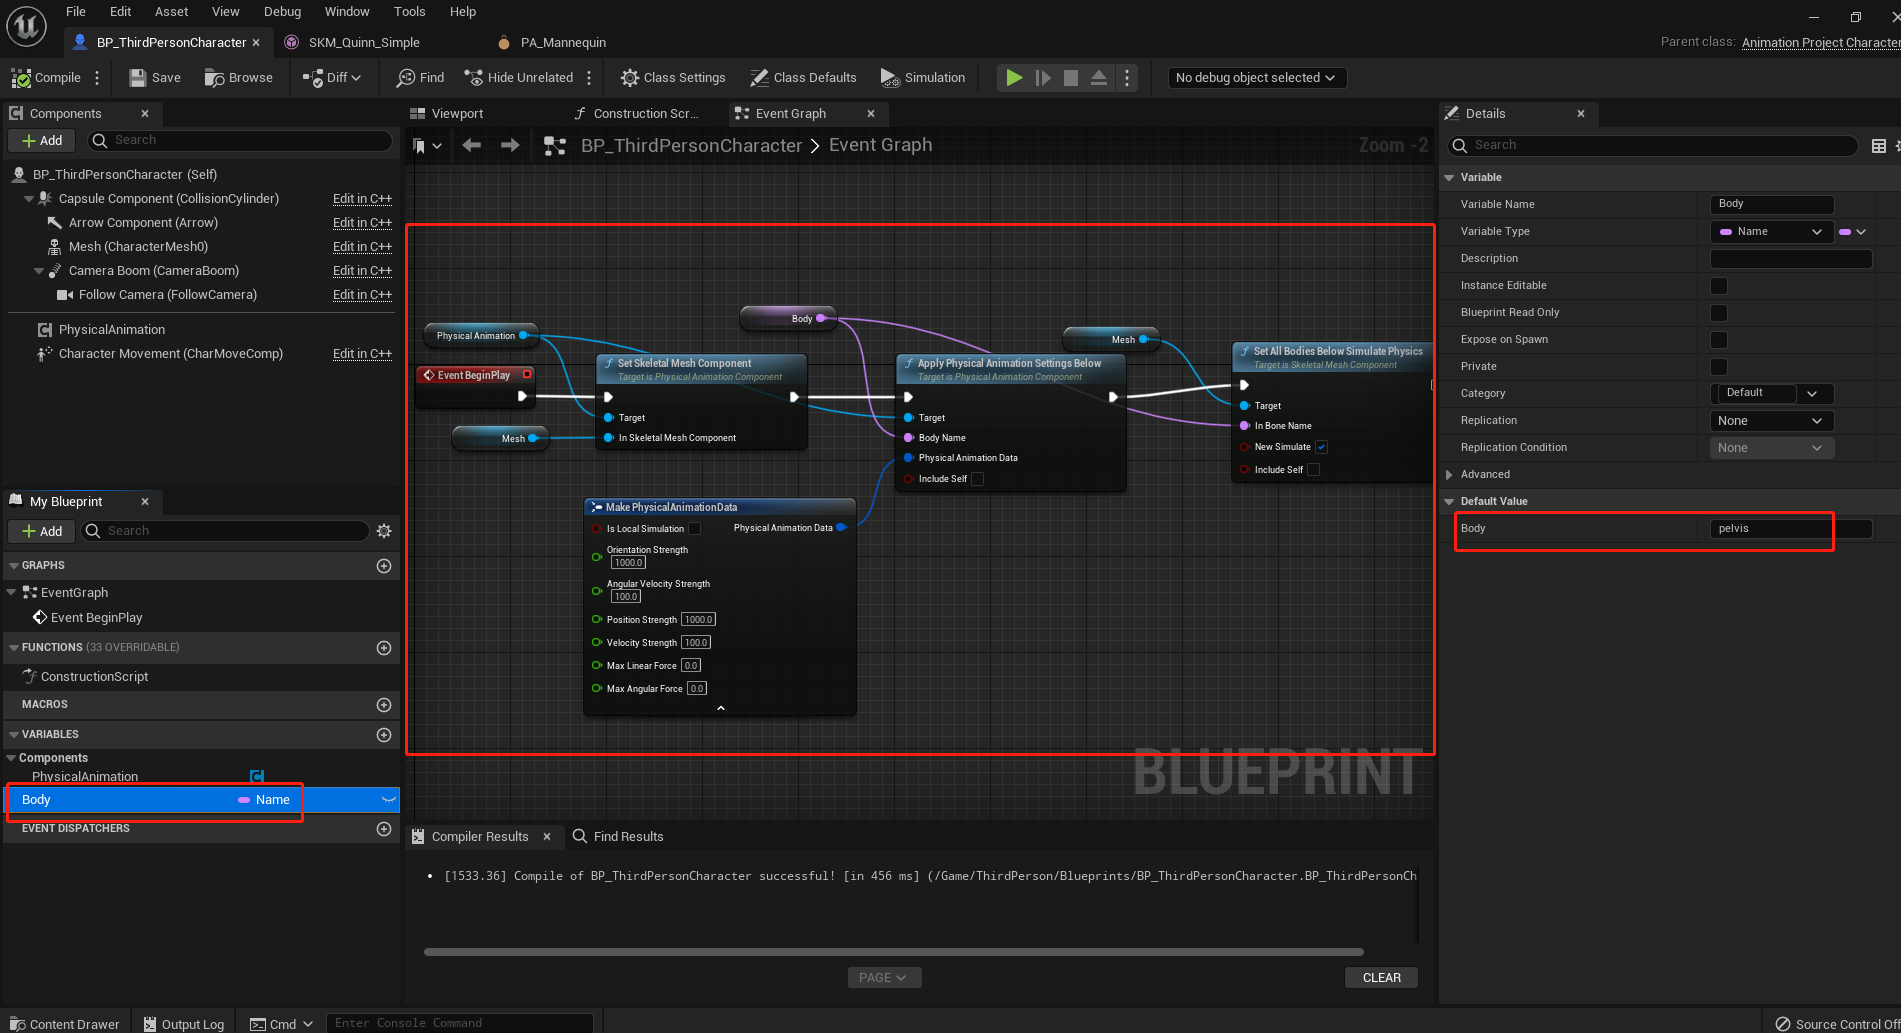 File Edit Asset View Debug Window Tools Help
BP_ThirdPersonCharacter SKM_Quinn_Simple PA_Mannequin
Parent class: Animation Project Character
Compile Save Browse Diff Find Hide Unrelated Class Settings Class Defaults Simulation No debug object selected
Components
Add Search
BP_ThirdPersonCharacter (Self)
Capsule Component (CollisionCylinder) Edit in C++
Arrow Component (Arrow) Edit in C++
Mesh (CharacterMesh0) Edit in C++
Camera Boom (CameraBoom) Edit in C++
Follow Camera (FollowCamera) Edit in C++
PhysicalAnimation
Character Movement (CharMoveComp) Edit in C++
My Blueprint
Add Search
GRAPHS
EventGraph
Event BeginPlay
FUNCTIONS (33 OVERRIDABLE)
ConstructionScript
MACROS
VARIABLES
Components
PhysicalAnimation
Body Name
EVENT DISPATCHERS
Viewport Construction Scr... Event Graph
BP_ThirdPersonCharacter > Event Graph
Zoom -2
Physical Animation
Event BeginPlay
Mesh
Set Skeletal Mesh Component
Target is Physical Animation Component
Target
In Skeletal Mesh Component
Body
Apply Physical Animation Settings Below
Target is Physical Animation Component
Target
Body Name
Physical Animation Data
Include Self
Mesh
Set All Bodies Below Simulate Physics
Target is Skeletal Mesh Component
Target
In Bone Name
New Simulate
Include Self
Make PhysicalAnimationData
Is Local Simulation Physical Animation Data
Orientation Strength
1000.0
Angular Velocity Strength
100.0
Position Strength 1000.0
Velocity Strength 100.0
Max Linear Force 0.0
Max Angular Force 0.0
BLUEPRINT
Compiler Results Find Results
[1533.36] Compile of BP_ThirdPersonCharacter successful! [in 456 ms] (/Game/ThirdPerson/Blueprints/BP_ThirdPersonCharacter.BP_ThirdPersonCh
PAGE CLEAR
Details
Search
Variable
Variable Name Body
Variable Type Name
Description
Instance Editable
Blueprint Read Only
Expose on Spawn
Private
Category Default
Replication None
Replication Condition None
Advanced
Default Value
Body pelvis
Content Drawer Output Log Cmd Enter Console Command Source Control Off